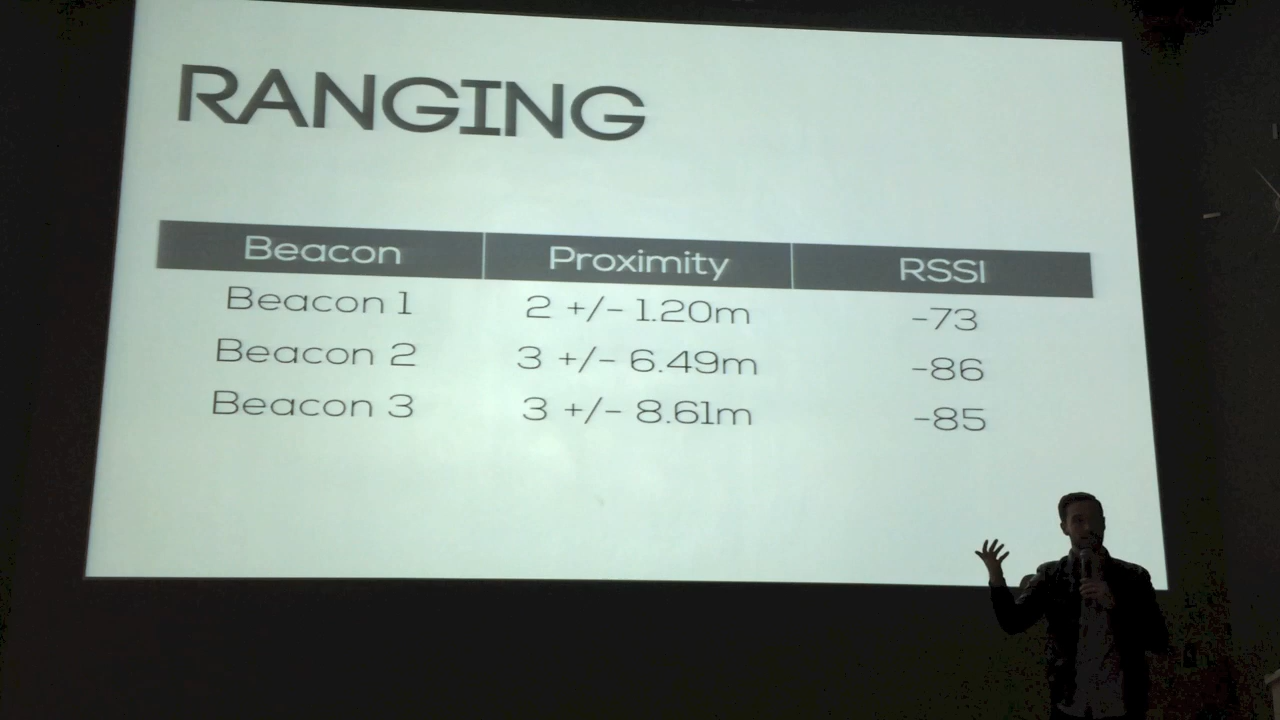 RANGING
Beacon Proximity RSSI
Beacon 1 2 +/- 1.20m -73
Beacon 2 3 +/- 6.49m -86
Beacon 3 3 +/- 8.61m -85